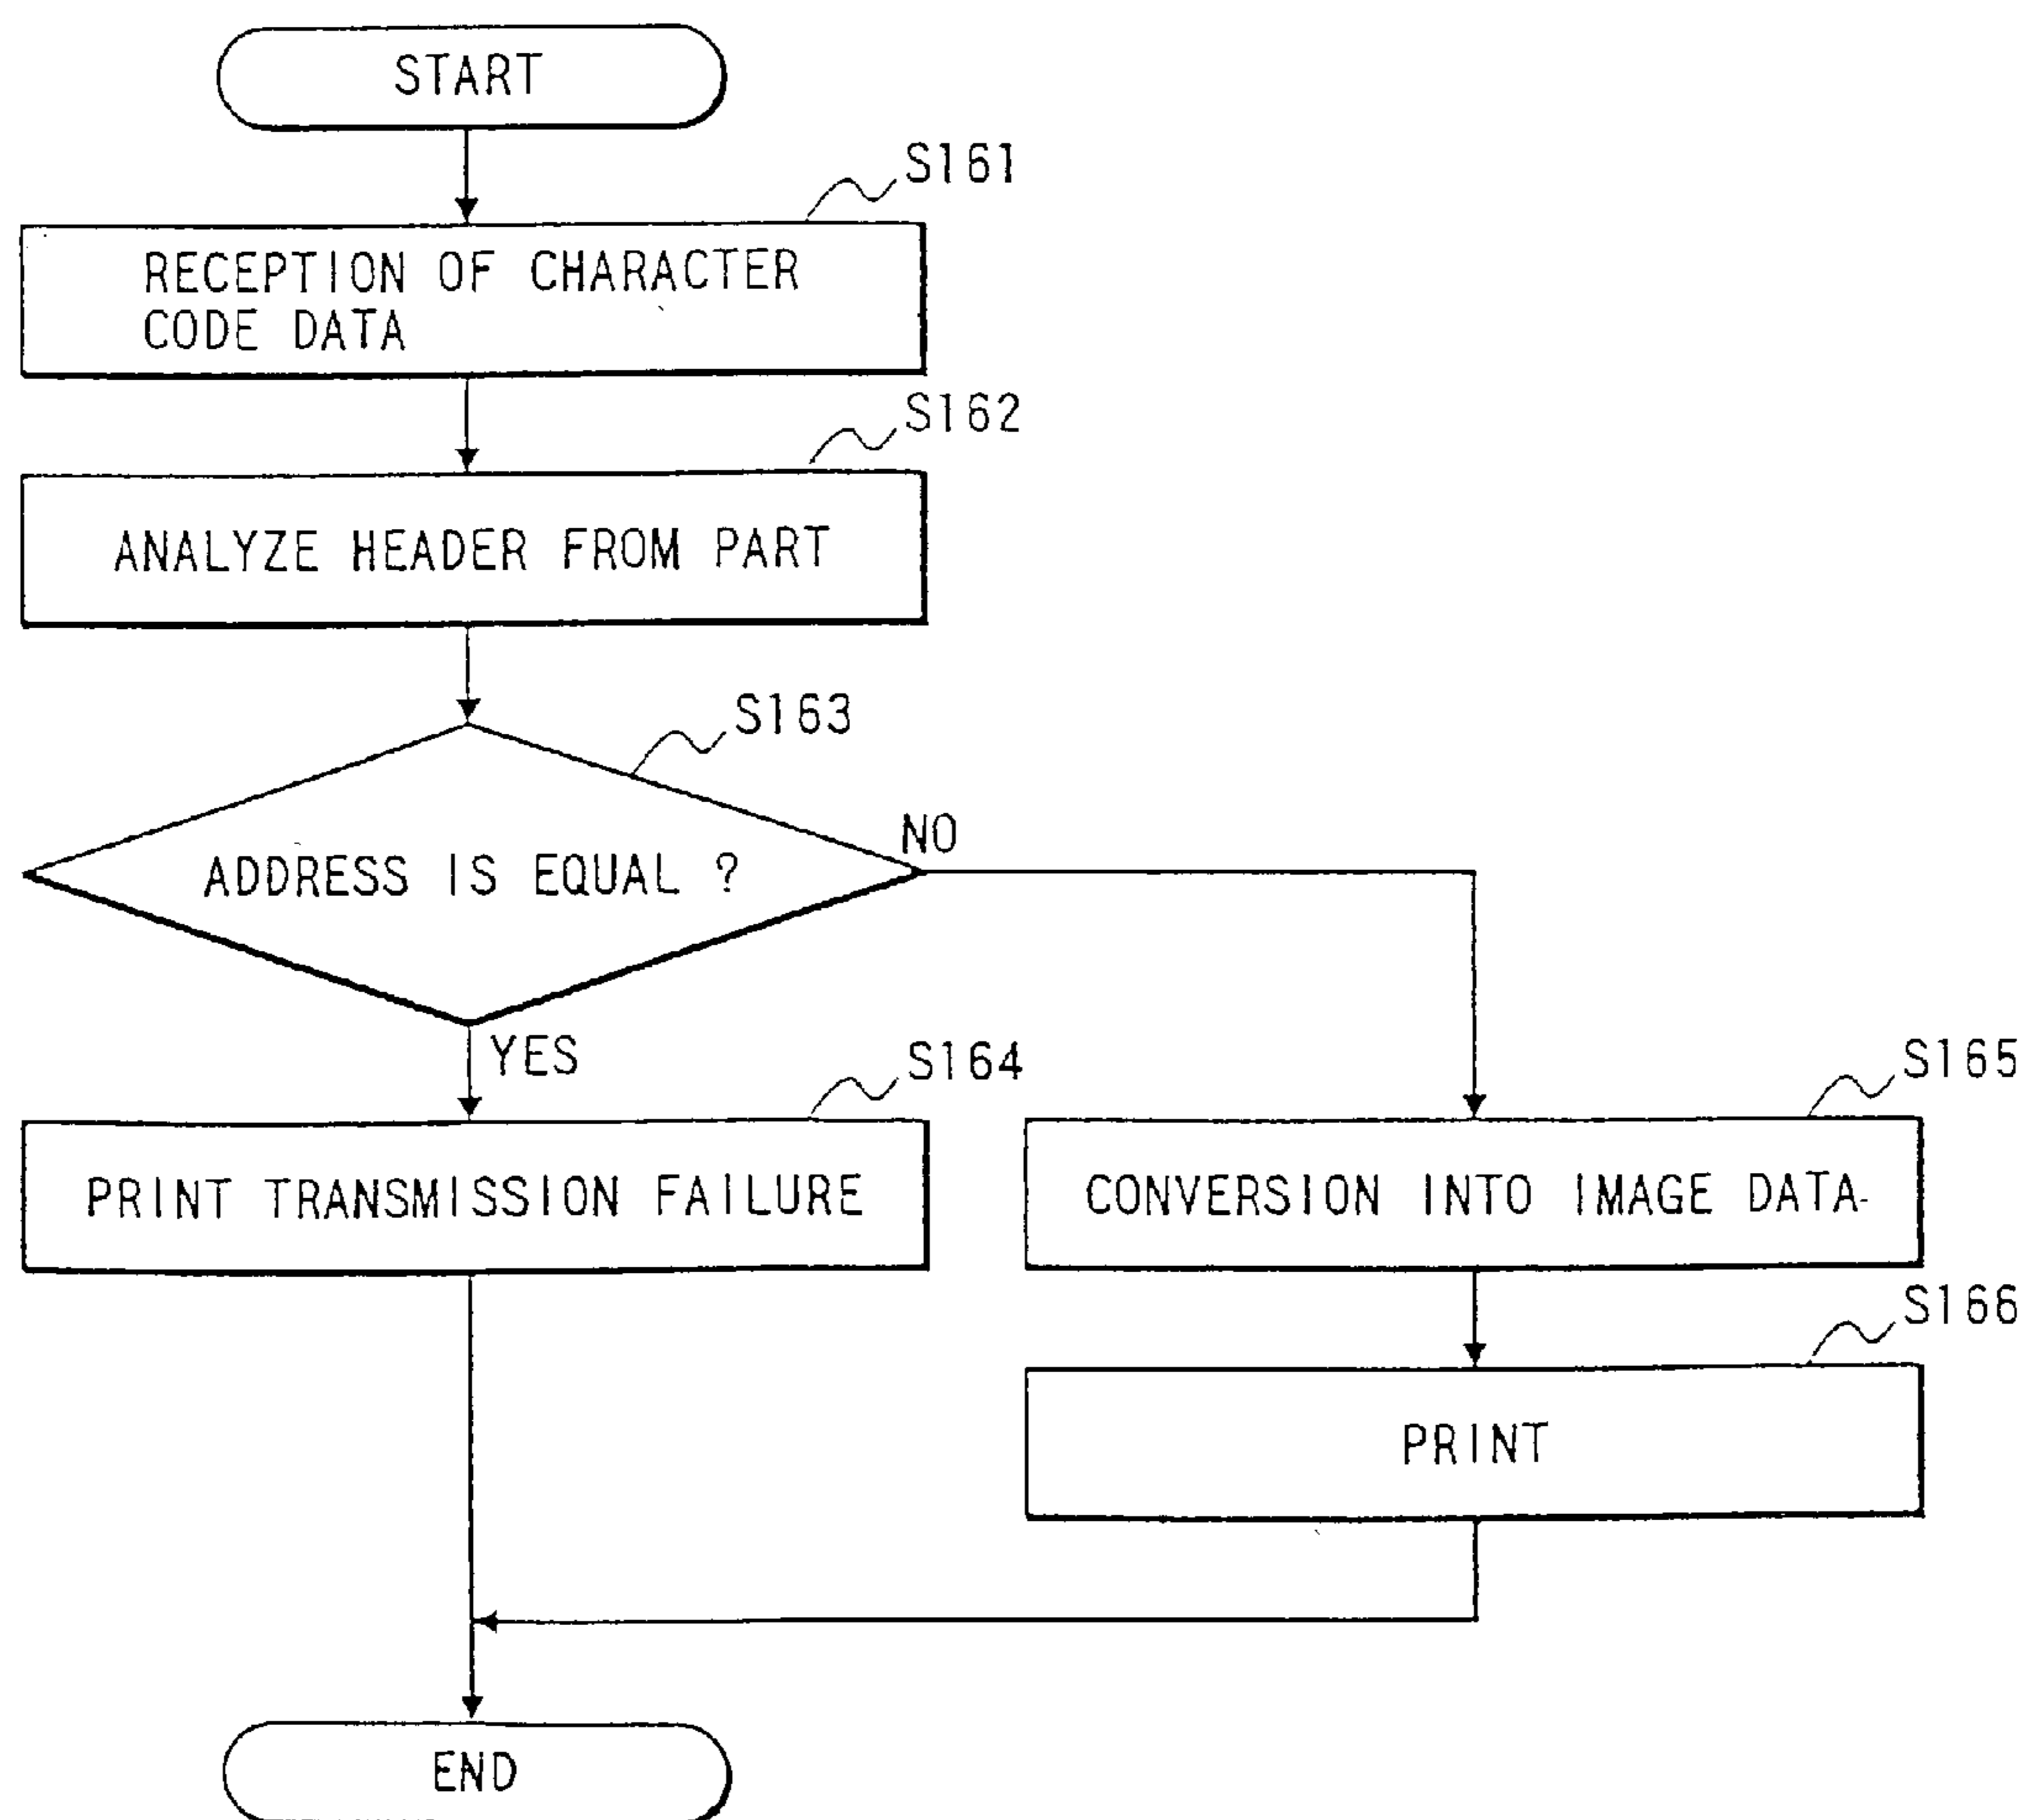 START
S161
RECEPTION OF CHARACTER
CODE DATA
S162
ANALYZE HEADER FROM PART
S163
ADDRESS IS EQUAL ?
NO
YES
S164
PRINT TRANSMISSION FAILURE
S165
CONVERSION INTO IMAGE DATA
S166
PRINT
END